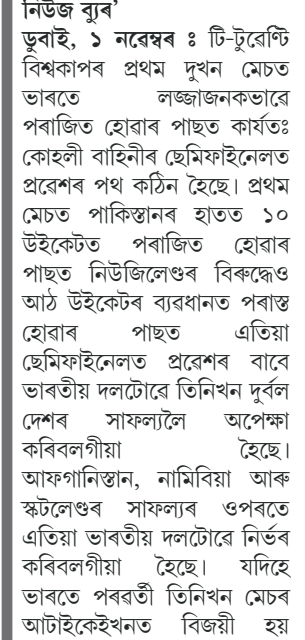 নিউজ ব্যুৰ'
ডুবাই, ১ নৱেম্বৰ ঃ টি-টুৱেণ্টি
বিশ্বকাপৰ প্ৰথম দুখন মেচত
ভাৰতে লজ্জাজনকভাৱে
পৰাজিত হোৱাৰ পাছত কাৰ্যতঃ
কোহলী বাহিনীৰ ছেমিফাইনেলত
প্ৰৱেশৰ পথ কঠিন হৈছে। প্ৰথম
মেচত পাকিস্তানৰ হাতত ১০
উইকেটত পৰাজিত হোৱাৰ
পাছত নিউজিলেণ্ডৰ বিৰুদ্ধেও
আঠ উইকেটৰ ব্যৱধানত পৰাস্ত
হোৱাৰ পাছত এতিয়া
ছেমিফাইনেলত প্ৰৱেশৰ বাবে
ভাৰতীয় দলটোৱে তিনিখন দুৰ্বল
দেশৰ সাফল্যলৈ অপেক্ষা
কৰিবলগীয়া হৈছে।
আফগানিস্তান, নামিবিয়া আৰু
স্কটলেণ্ডৰ সাফল্যৰ ওপৰতে
এতিয়া ভাৰতীয় দলটোৱে নিৰ্ভৰ
কৰিবলগীয়া হৈছে। যদিহে
ভাৰতে পৰৱৰ্তী তিনিখন মেচৰ
আটাইকেইখনত বিজয়ী হয়